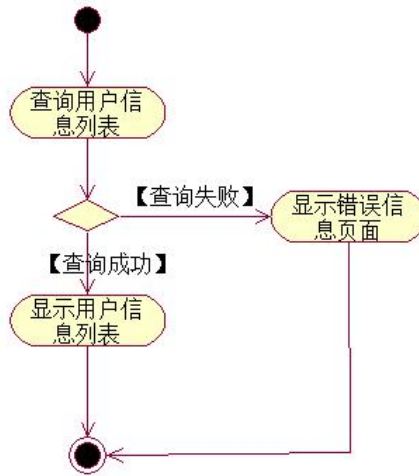 查询用户信
息列表
【查询失败】
显示错误信
息页面
【查询成功】
显示用户信
息列表